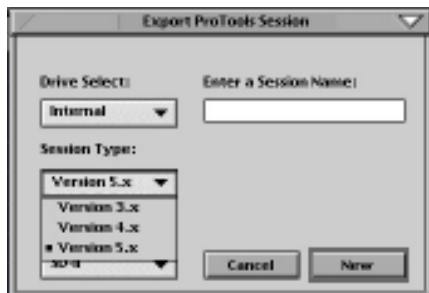 Export ProTools Session
Drive Select:
Enter a Session Name:
Internal
Session Type:
Version 5.x
Version 3.x
Version 4.x
Version 5.x
Cancel
New